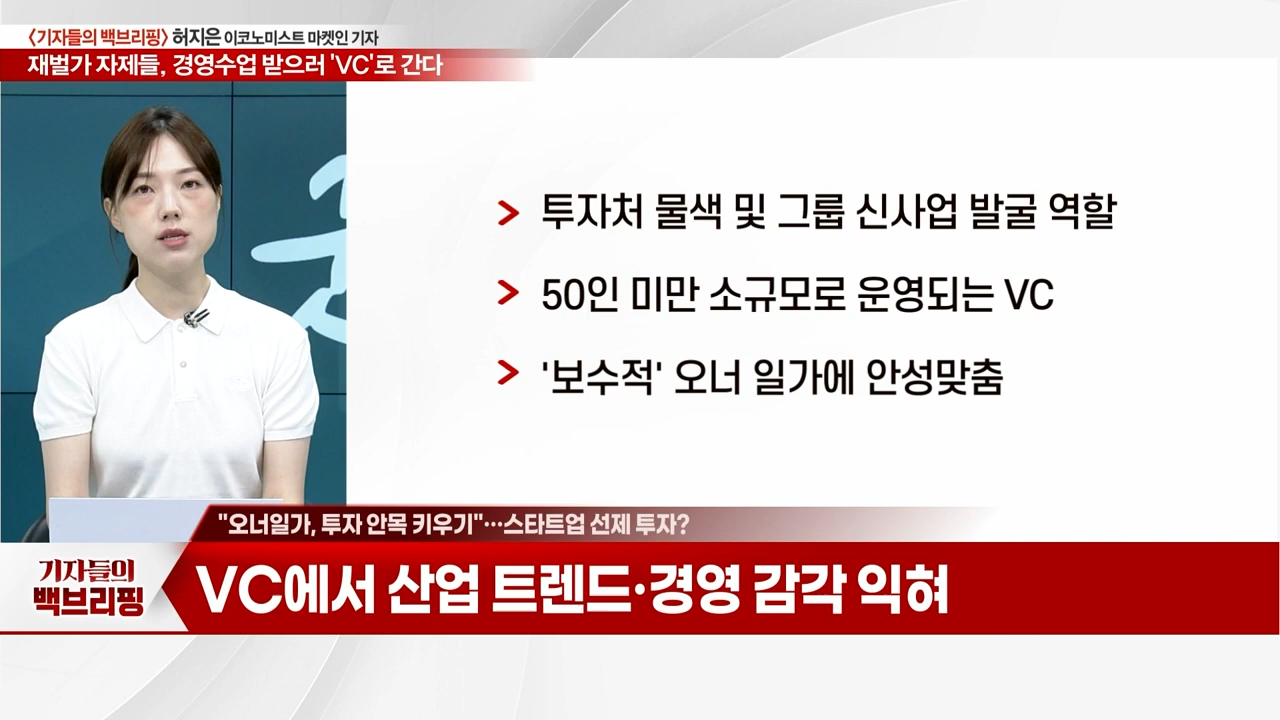 <기자들의 백브리핑> 허지은 이코노미스트 마켓인 기자
재벌가 자제들, 경영수업 받으러 'VC'로 간다
> 투자처 물색 및 그룹 신사업 발굴 역할
> 50인 미만 소규모로 운영되는 VC
> '보수적' 오너 일가에 안성맞춤
"오너일가, 투자 안목 키우기"…스타트업 선제 투자?
기자들의
백브리핑
VC에서 산업 트렌드·경영 감각 익혀